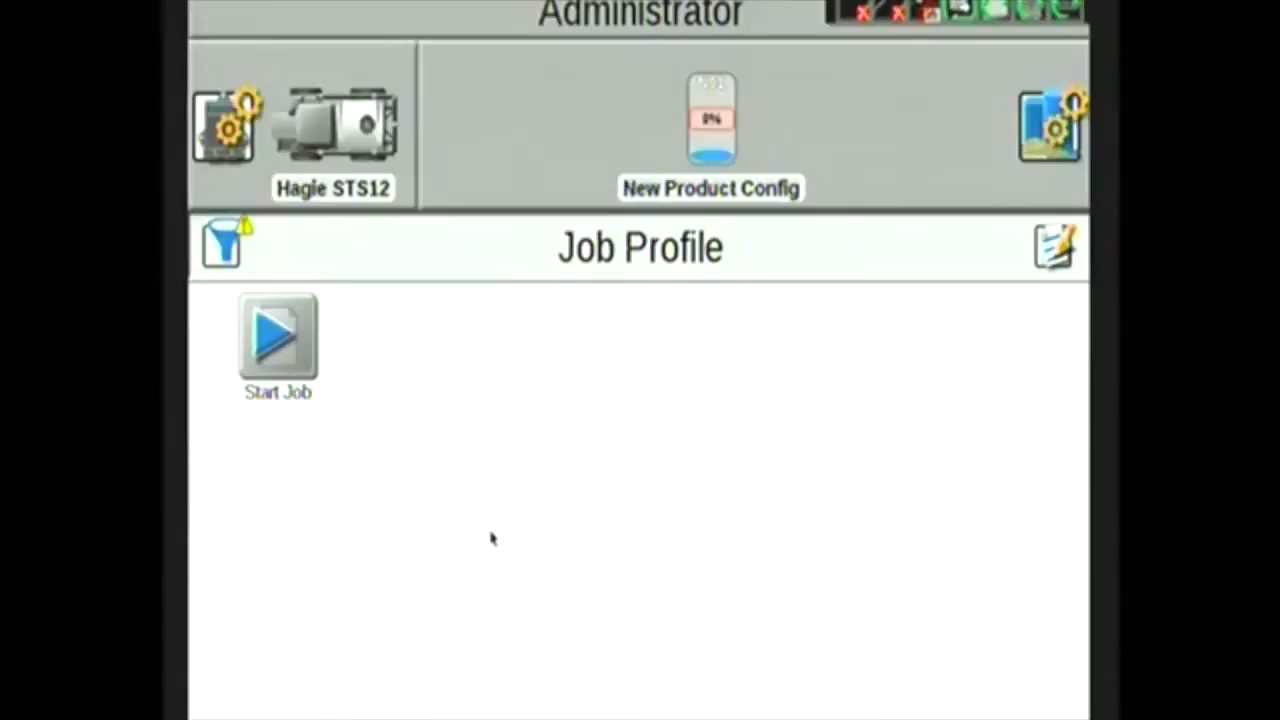 Administrator
0%
Hagie STS12
New Product Config
Job Profile
Start Job